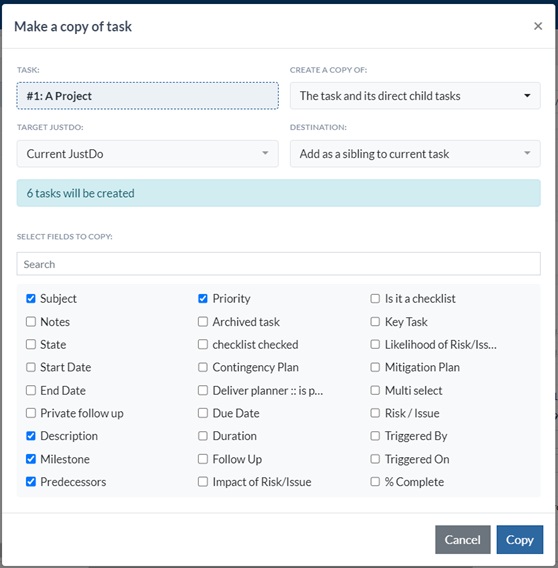 Make a copy of task
×
TASK:
CREATE A COPY OF:
#1: A Project
The task and its direct child tasks
TARGET JUSTDO:
DESTINATION:
Current JustDo
Add as a sibling to current task
6 tasks will be created
SELECT FIELDS TO COPY:
Search
Subject
Priority
Is it a checklist
Notes
Archived task
Key Task
State
checklist checked
Likelihood of Risk/Iss...
Start Date
Contingency Plan
Mitigation Plan
End Date
Deliver planner :: is p...
Multi select
Private follow up
Due Date
Risk / Issue
Description
Duration
Triggered By
Milestone
Follow Up
Triggered On
Predecessors
Impact of Risk/Issue
% Complete
Cancel
Copy